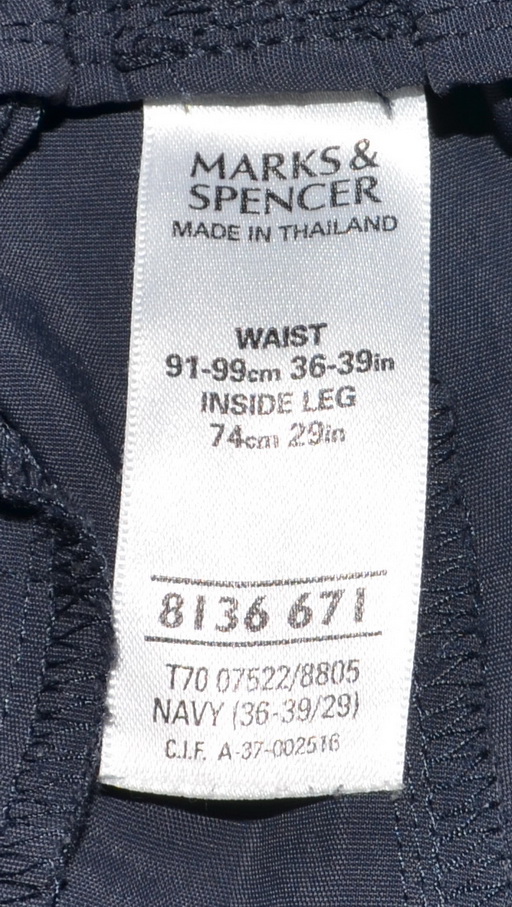 MARKS &
SPENCER
MADE IN THAILAND
WAIST
91-99cm 36-39in
INSIDE LEG
74cm 29in
8136 671
T70 07522/8805
NAVY (36-39/29)
C.I.F. A-37-002516